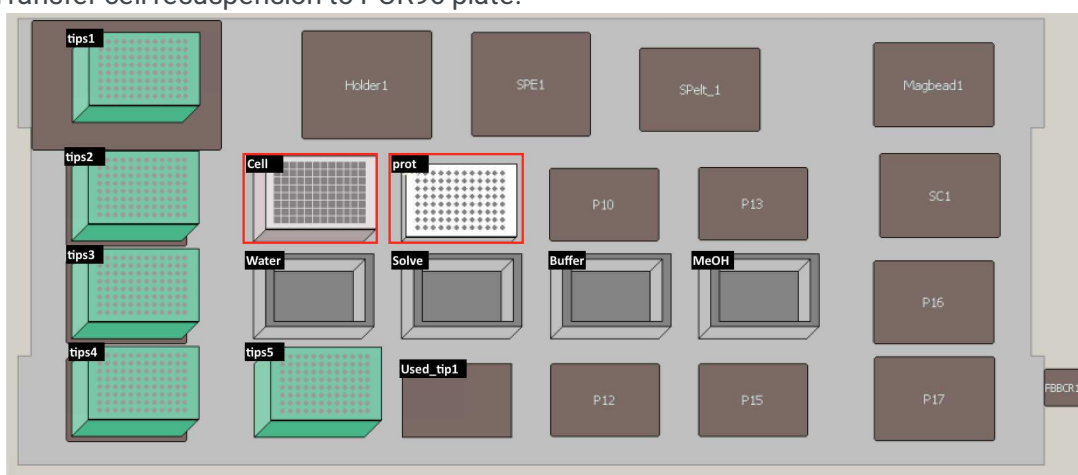 Transfer cell resuspension to PCR96 plate.
tips1
Holder1
SPE1
SPelt_1
Magbead1
tips2
Cell
prot
P10
P13
SC1
tips3
Water
Solve
Buffer
MeOH
P16
tips4
tips5
Used_tip1
P12
P15
P17
FBBCR1